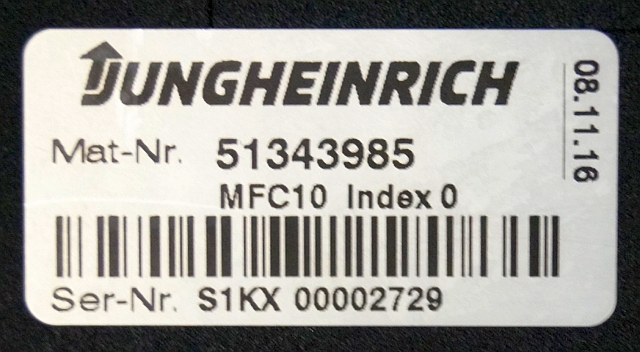 JUNGHEINRICH
Mat-Nr. 51343985
MFC10 Index 0
Ser-Nr. S1KX 00002729
08.11.16